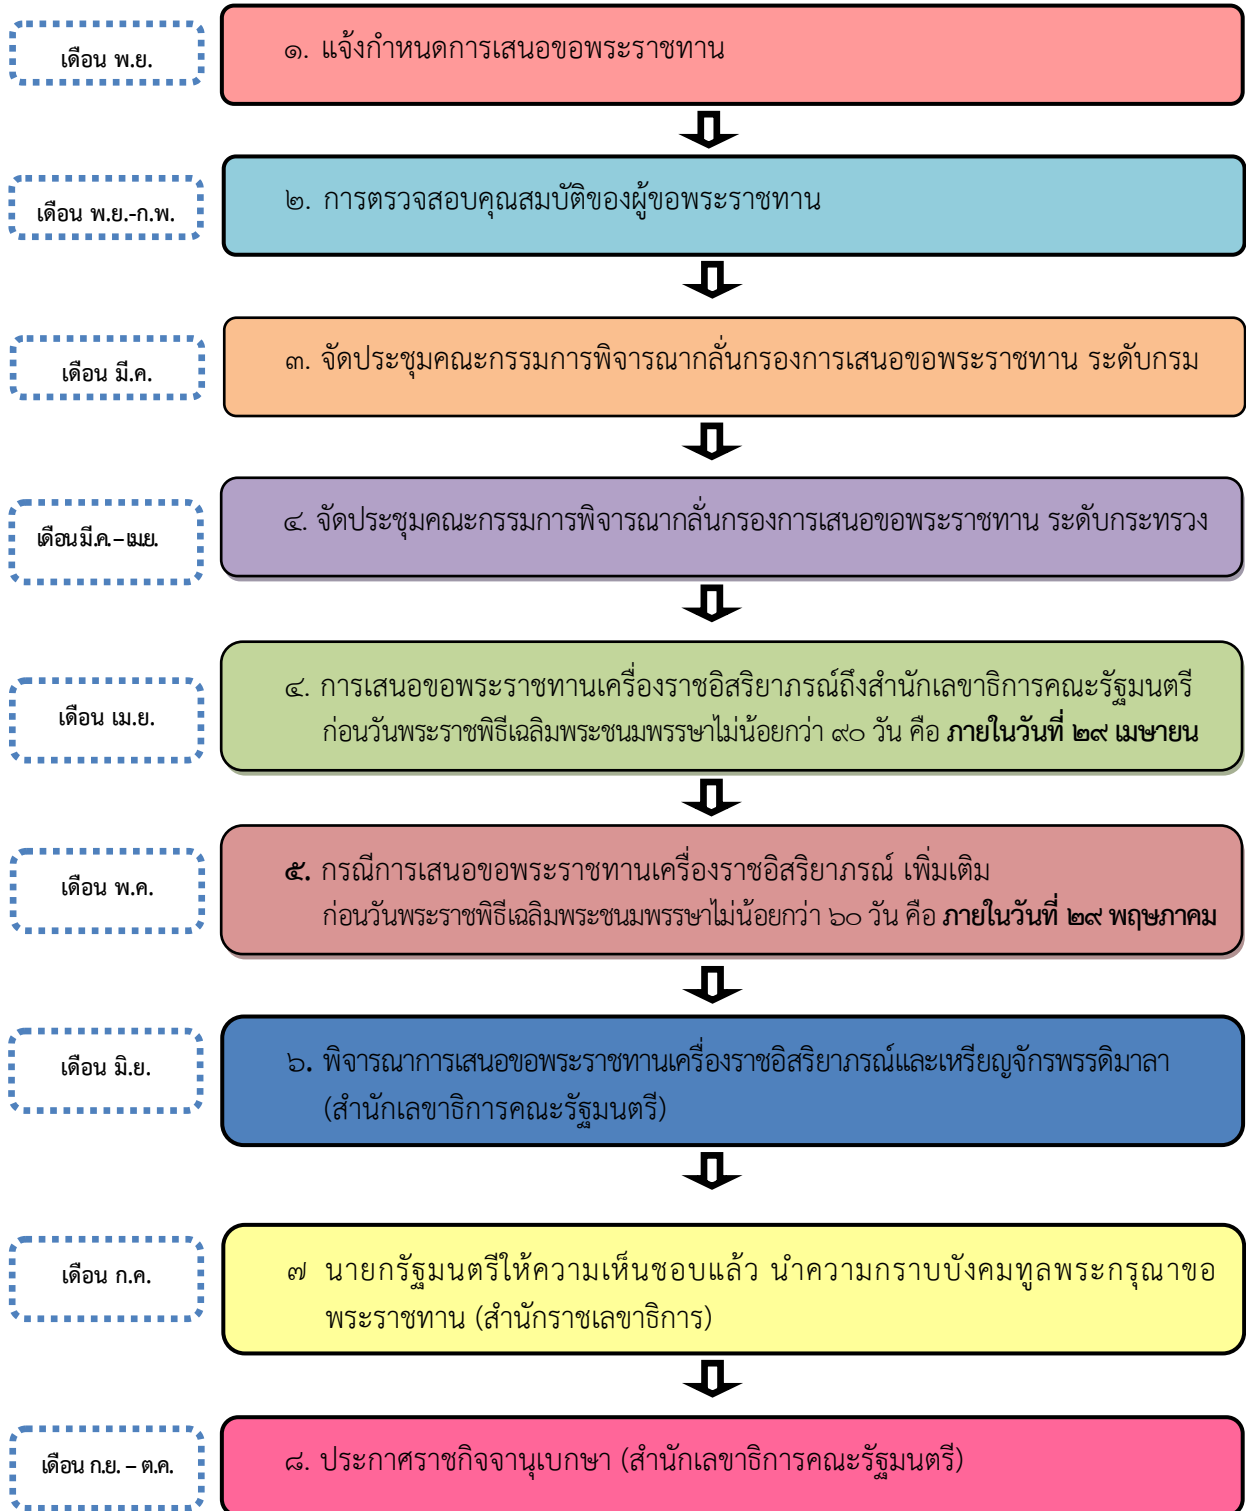 เดือน พ.ย.
๑. แจ้งกำหนดการเสนอขอพระราชทาน
เดือน พ.ย.-ก.พ.
๒. การตรวจสอบคุณสมบัติของผู้ขอพระราชทาน
เดือน มี.ค.
๓. จัดประชุมคณะกรรมการพิจารณากลั่นกรองการเสนอขอพระราชทาน ระดับกรม
เดือน มี.ค. – เม.ย.
๔. จัดประชุมคณะกรรมการพิจารณากลั่นกรองการเสนอขอพระราชทาน ระดับกระทรวง
เดือน เม.ย.
๔. การเสนอขอพระราชทานเครื่องราชอิสริยาภรณ์ถึงสำนักเลขาธิการคณะรัฐมนตรี
ก่อนวันพระราชพิธีเฉลิมพระชนมพรรษาไม่น้อยกว่า ๙๐ วัน คือ ภายในวันที่ ๒๙ เมษายน
เดือน พ.ค.
๕. กรณีการเสนอขอพระราชทานเครื่องราชอิสริยาภรณ์ เพิ่มเติม
ก่อนวันพระราชพิธีเฉลิมพระชนมพรรษาไม่น้อยกว่า ๖๐ วัน คือ ภายในวันที่ ๒๙ พฤษภาคม
เดือน มิ.ย.
๖. พิจารณาการเสนอขอพระราชทานเครื่องราชอิสริยาภรณ์และเหรียญจักรพรรดิมาลา
(สำนักเลขาธิการคณะรัฐมนตรี)
เดือน ก.ค.
๗ นายกรัฐมนตรีให้ความเห็นชอบแล้ว นำความกราบบังคมทูลพระกรุณาขอ
พระราชทาน (สำนักราชเลขาธิการ)
เดือน ก.ย. – ต.ค.
๘. ประกาศราชกิจจานุเบกษา (สำนักเลขาธิการคณะรัฐมนตรี)